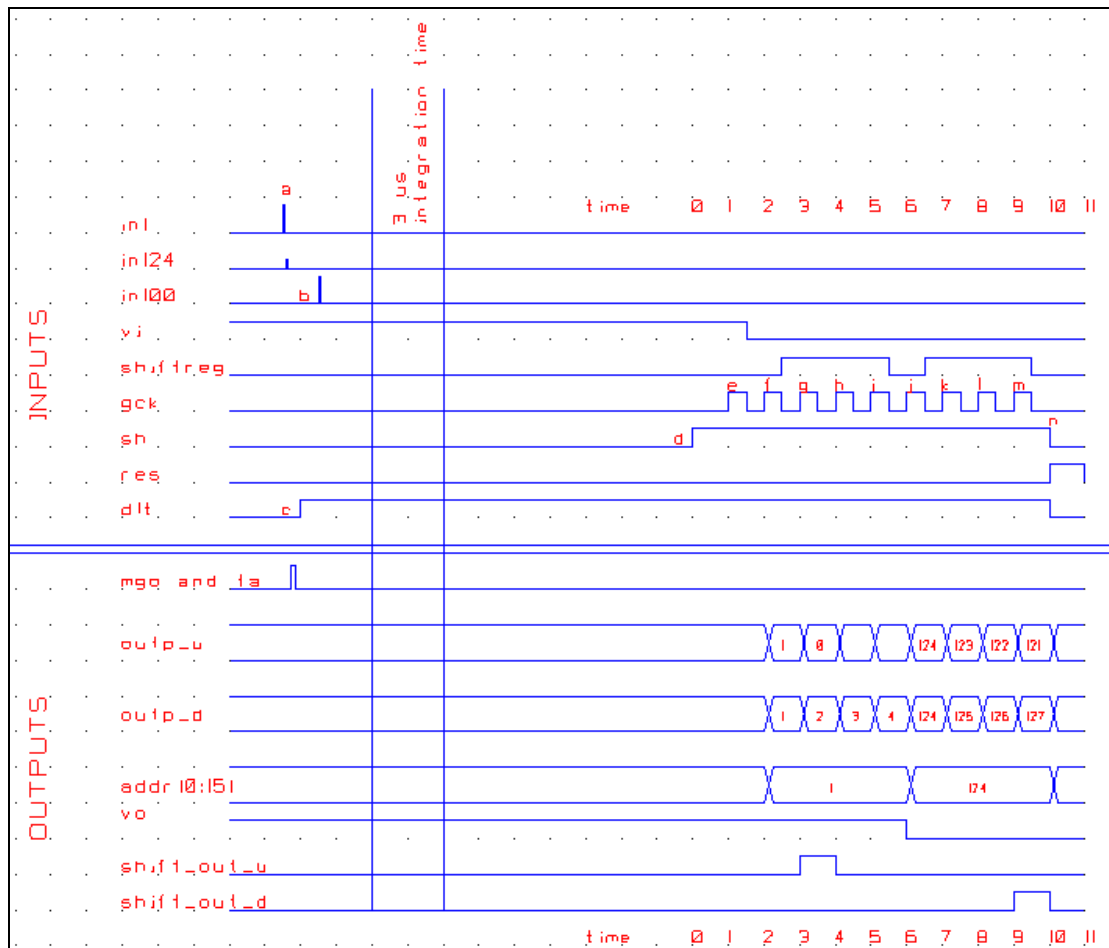 3 us
integration time
a
time 0 1 2 3 4 5 6 7 8 9 10 11
in1
in124
in100
b
INPUTS
vi
shiftreg
e f g h i j k l m
gck
sh
d
n
res
dlt
c
mgo and ta
outp_u
1 0 124 123 122 121
OUTPUTS
outp_d
1 2 3 4 124 125 126 127
addr[0:15]
1 124
vo
shift_out_u
shift_out_d
time 0 1 2 3 4 5 6 7 8 9 10 11